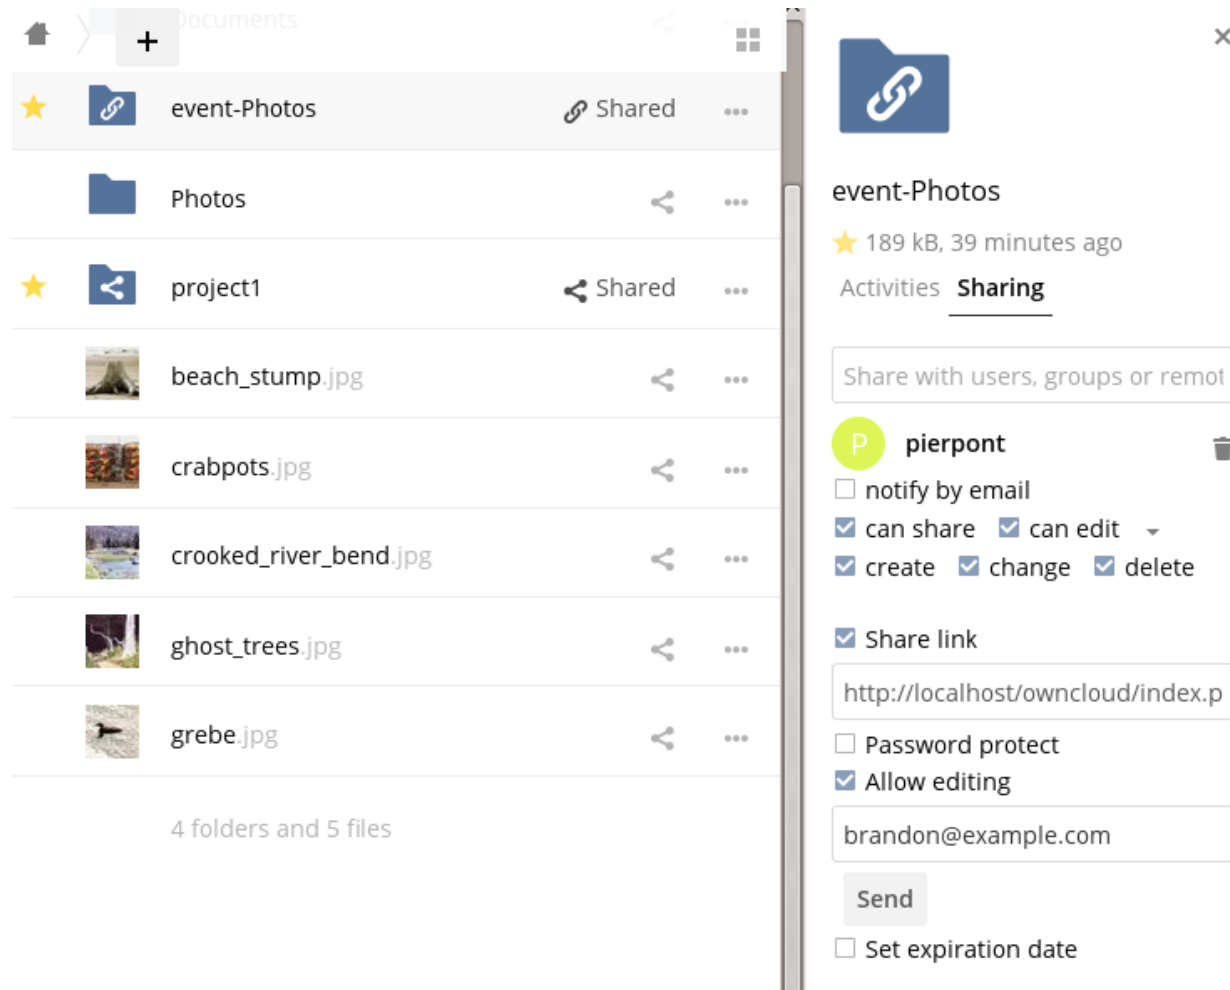 Documents
+
event-Photos Shared
Photos
project1 Shared
beach_stump.jpg
crabpots.jpg
crooked_river_bend.jpg
ghost_trees.jpg
grebe.jpg
4 folders and 5 files
event-Photos
189 kB, 39 minutes ago
Activities Sharing
Share with users, groups or remot
P pierpont
notify by email
can share can edit
create change delete
Share link
http://localhost/owncloud/index.p
Password protect
Allow editing
brandon@example.com
Send
Set expiration date